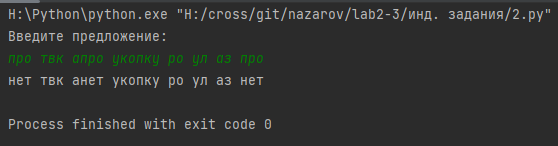 H:\Python\python.exe "H:/cross/git/nazarov/lab2-3/инд. задания/2.py"
Введите предложение:
про твк апро укопку ро ул аз про
нет твк анет укопку ро ул аз нет
Process finished with exit code 0